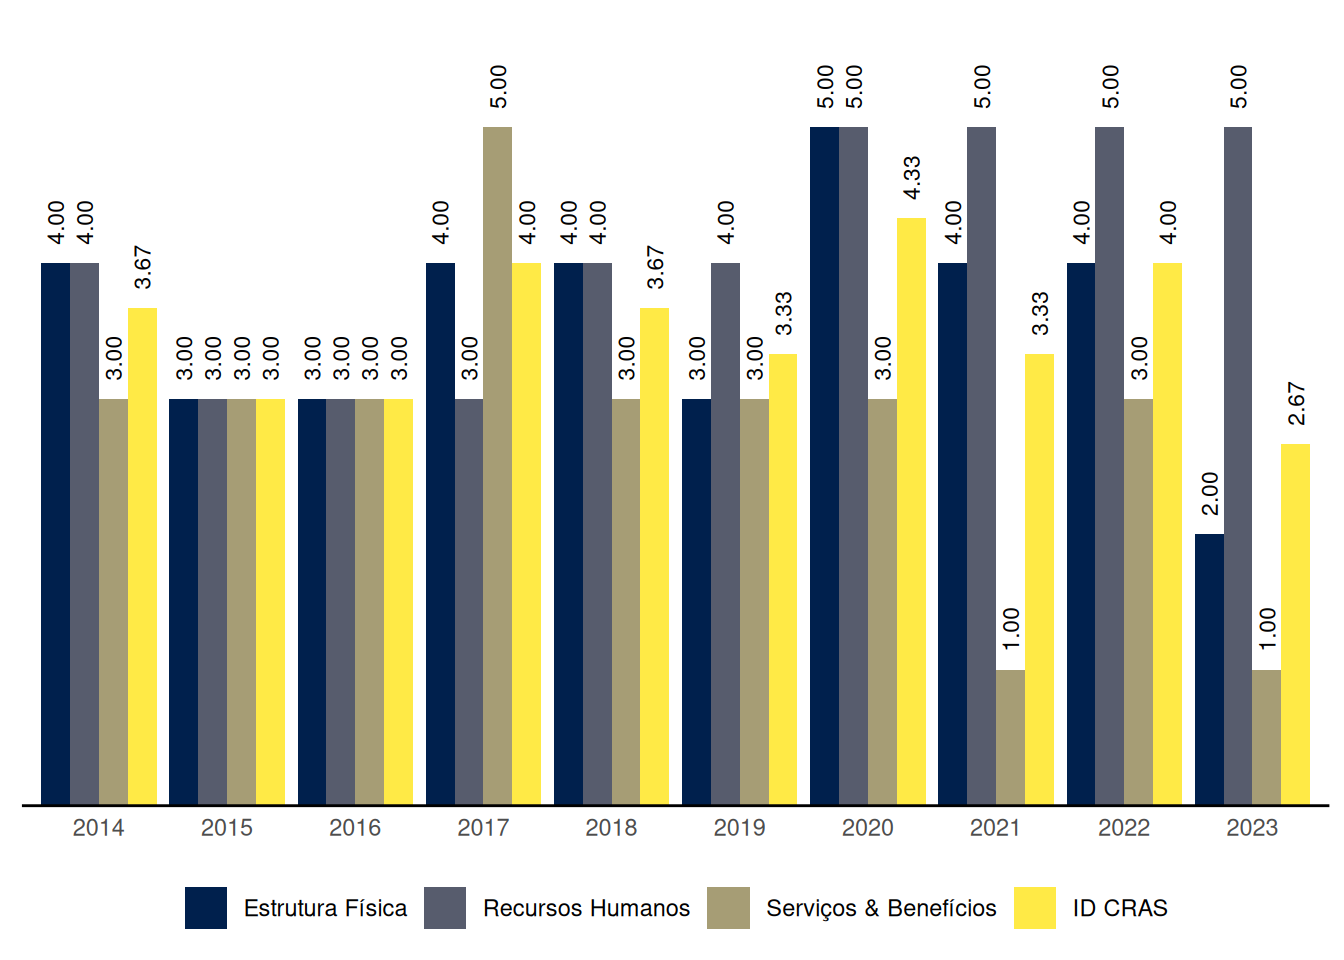 4.00 4.00 3.00 3.67 3.00 3.00 3.00 3.00 3.00 3.00 3.00 3.00 4.00 3.00 5.00 4.00 4.00 4.00 3.00 3.67 3.00 4.00 3.00 3.33 5.00 5.00 3.00 4.33 4.00 5.00 1.00 3.33 4.00 5.00 3.00 4.00 2.00 5.00 1.00 2.67
2014 2015 2016 2017 2018 2019 2020 2021 2022 2023
Estrutura Física Recursos Humanos Serviços & Benefícios ID CRAS